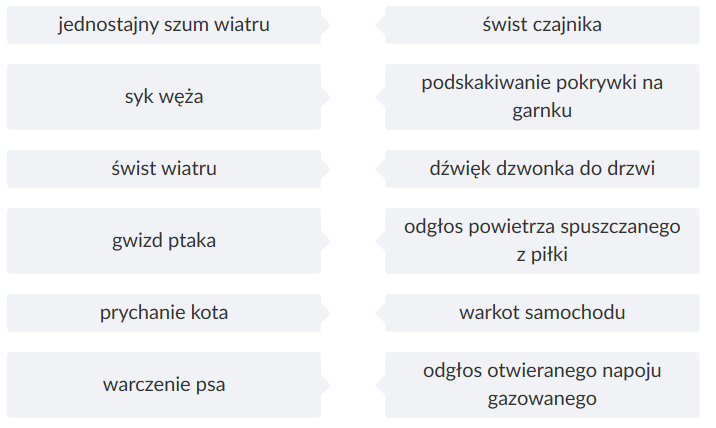 jednostajny szum wiatru
świst czajnika
syk węża
podskakiwanie pokrywki na
garnku
świst wiatru
dźwięk dzwonka do drzwi
gwizd ptaka
odgłos powietrza spuszczanego
z piłki
prychanie kota
warkot samochodu
warczenie psa
odgłos otwieranego napoju
gazowanego